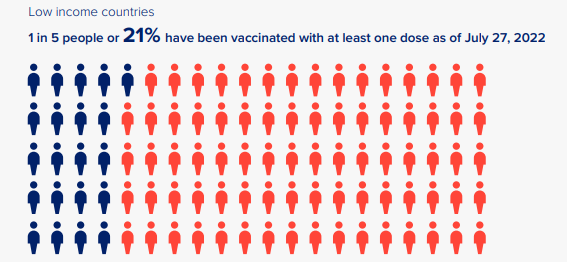 Low income countries
1 in 5 people or 21% have been vaccinated with at least one dose as of July 27, 2022